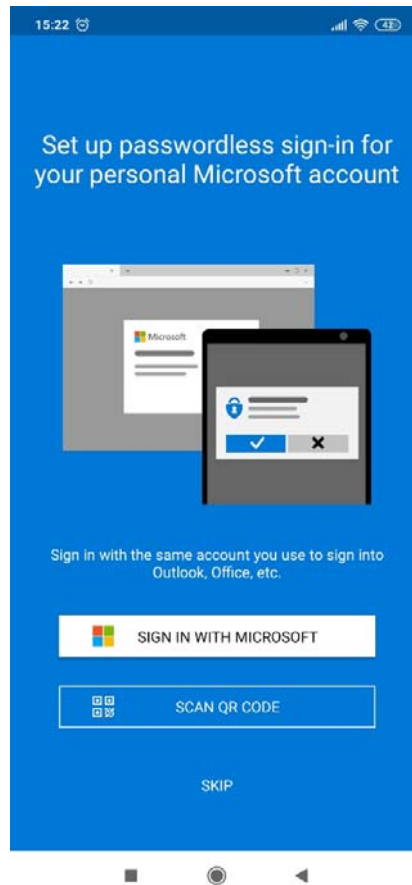 15:22
42
Set up passwordless sign-in for
your personal Microsoft account
Microsoft
Sign in with the same account you use to sign into
Outlook, Office, etc.
SIGN IN WITH MICROSOFT
SCAN QR CODE
SKIP